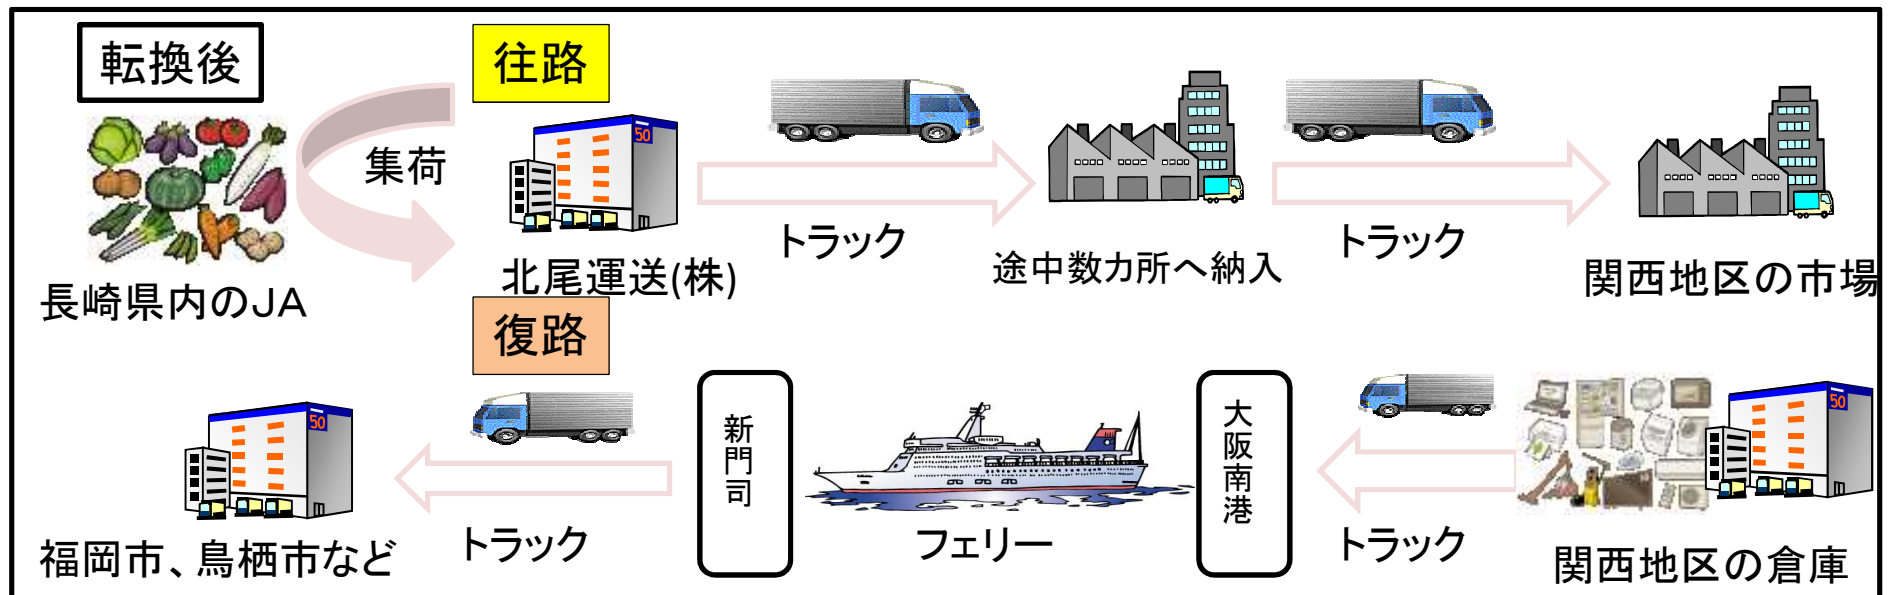 転換後
往路
集荷
50
トラック
トラック
長崎県内のJA
北尾運送(株)
途中数カ所へ納入
関西地区の市場
復路
50
新門司
大阪南港
50
トラック
フェリー
トラック
福岡市、鳥栖市など
関西地区の倉庫